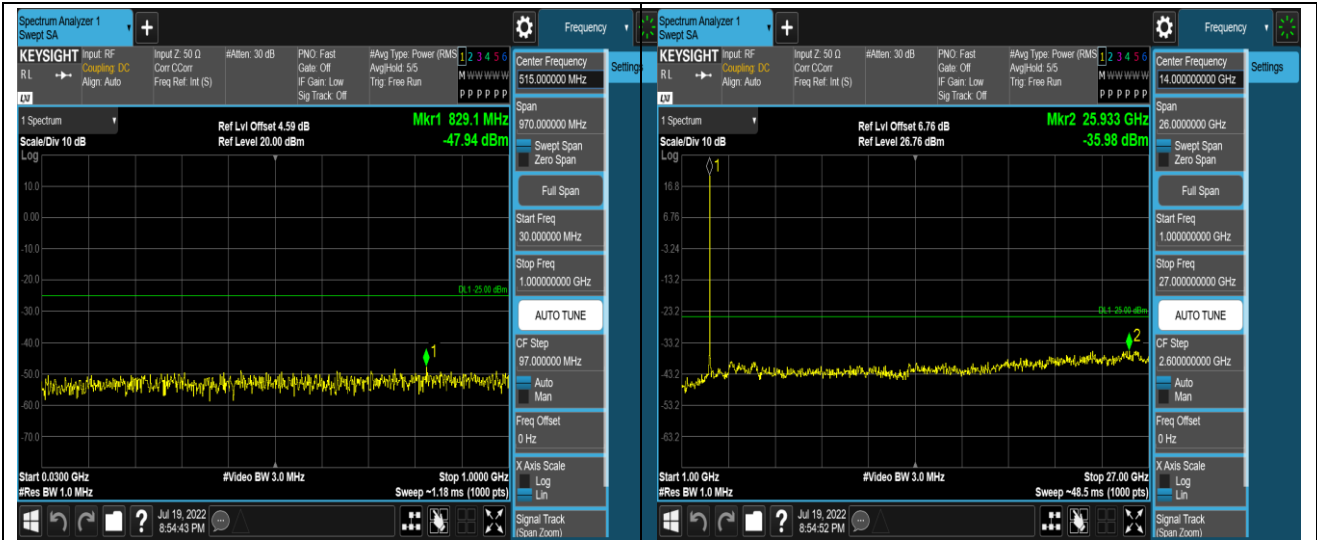 Spectrum Analyzer 1
Swept SA
+
Frequency
KEYSIGHT
R L
LXI
Input: RF
Coupling: DC
Align: Auto
Input Z: 50 Ω
Corr CCorr
Freq Ref: Int (S)
#Atten: 30 dB
PNO: Fast
Gate: Off
IF Gain: Low
Sig Track: Off
#Avg Type: Power (RMS
Avg|Hold: 5/5
Trig: Free Run
1 2 3 4 5 6
M W W W W W
P P P P P P
1 Spectrum
Scale/Div 10 dB
Log
Ref Lvl Offset 4.59 dB
Ref Level 20.00 dBm
Mkr1 829.1 MHz
-47.94 dBm
10.0
0.00
-10.0
-20.0
DL1 -25.00 dBm
-30.0
-40.0
1
-50.0
-60.0
-70.0
Start 0.0300 GHz
#Res BW 1.0 MHz
#Video BW 3.0 MHz
Stop 1.0000 GHz
Sweep ~1.18 ms (1000 pts)
Jul 19, 2022
8:54:43 PM
Center Frequency
515.000000 MHz
Settings
Span
970.000000 MHz
Swept Span
Zero Span
Full Span
Start Freq
30.000000 MHz
Stop Freq
1.000000000 GHz
AUTO TUNE
CF Step
97.000000 MHz
Auto
Man
Freq Offset
0 Hz
X Axis Scale
Log
Lin
Signal Track
(Span Zoom)
Spectrum Analyzer 1
Swept SA
+
Frequency
KEYSIGHT
R L
LXI
Input: RF
Coupling: DC
Align: Auto
Input Z: 50 Ω
Corr CCorr
Freq Ref: Int (S)
#Atten: 30 dB
PNO: Fast
Gate: Off
IF Gain: Low
Sig Track: Off
#Avg Type: Power (RMS
Avg|Hold: 5/5
Trig: Free Run
1 2 3 4 5 6
M W W W W W
P P P P P P
1 Spectrum
Scale/Div 10 dB
Log
Ref Lvl Offset 6.76 dB
Ref Level 26.76 dBm
Mkr2 25.933 GHz
-35.98 dBm
1
16.8
6.76
-3.24
-13.2
-23.2
DL1 -25.00 dBm
-33.2
2
-43.2
-53.2
-63.2
Start 1.00 GHz
#Res BW 1.0 MHz
#Video BW 3.0 MHz
Stop 27.00 GHz
Sweep ~48.5 ms (1000 pts)
Jul 19, 2022
8:54:52 PM
Center Frequency
14.000000000 GHz
Settings
Span
26.0000000 GHz
Swept Span
Zero Span
Full Span
Start Freq
1.000000000 GHz
Stop Freq
27.000000000 GHz
AUTO TUNE
CF Step
2.600000000 GHz
Auto
Man
Freq Offset
0 Hz
X Axis Scale
Log
Lin
Signal Track
(Span Zoom)